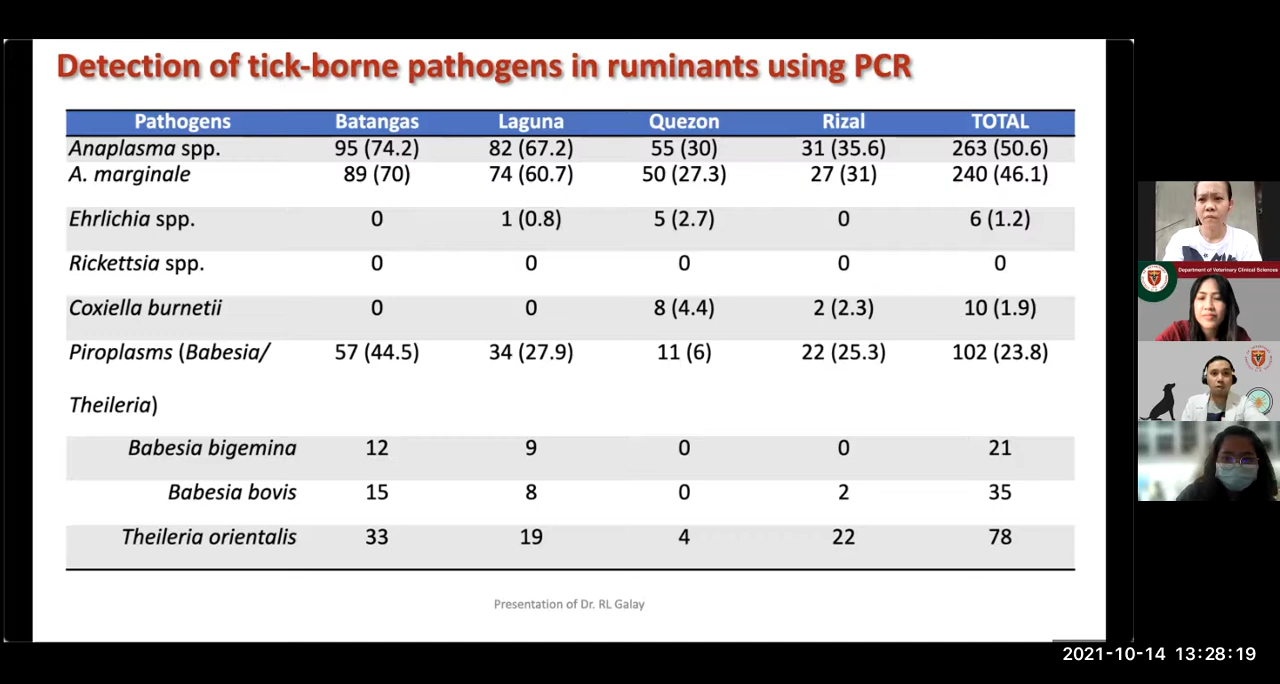 Detection of tick-borne pathogens in ruminants using PCR
Pathogens Batangas Laguna Quezon Rizal TOTAL
Anaplasma spp. 95 (74.2) 82 (67.2) 55 (30) 31 (35.6) 263 (50.6)
A. marginale 89 (70) 74 (60.7) 50 (27.3) 27 (31) 240 (46.1)
Ehrlichia spp. 0 1 (0.8) 5 (2.7) 0 6 (1.2)
Rickettsia spp. 0 0 0 0 0
Coxiella burnetii 0 0 8 (4.4) 2 (2.3) 10 (1.9)
Piroplasms (Babesia/ 57 (44.5) 34 (27.9) 11 (6) 22 (25.3) 102 (23.8)
Theileria)
Babesia bigemina 12 9 0 0 21
Babesia bovis 15 8 0 2 35
Theileria orientalis 33 19 4 22 78
Presentation of Dr. RL Galay
Department of Veterinary Clinical Sciences
2021-10-14 13:28:19